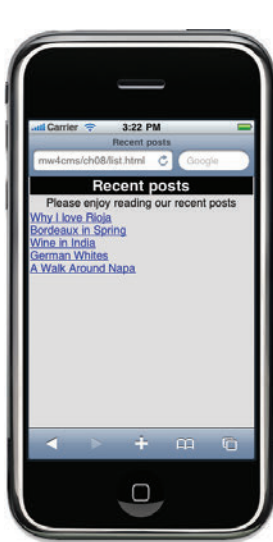 Carrier 3:22 PM
Recent posts
mw4cms/ch08/list.html Google
Recent posts
Please enjoy reading our recent posts
Why I love Rioja
Bordeaux in Spring
Wine in India
German Whites
A Walk Around Napa